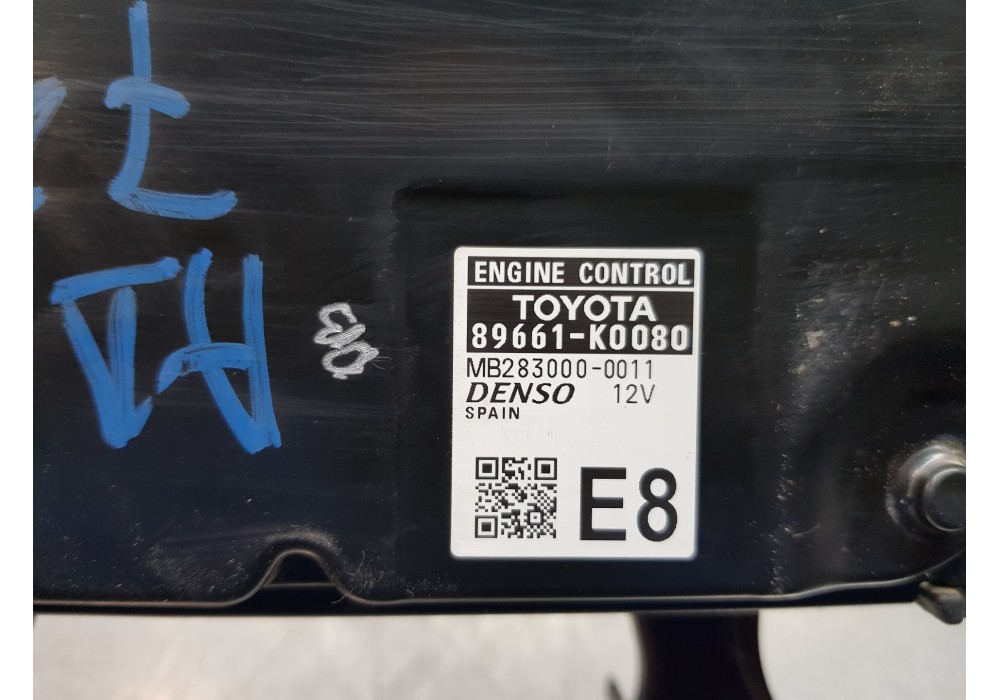 ENGINE CONTROL
TOYOTA
89661-K0080
MB283000-0011
DENSO 12V
SPAIN
E8